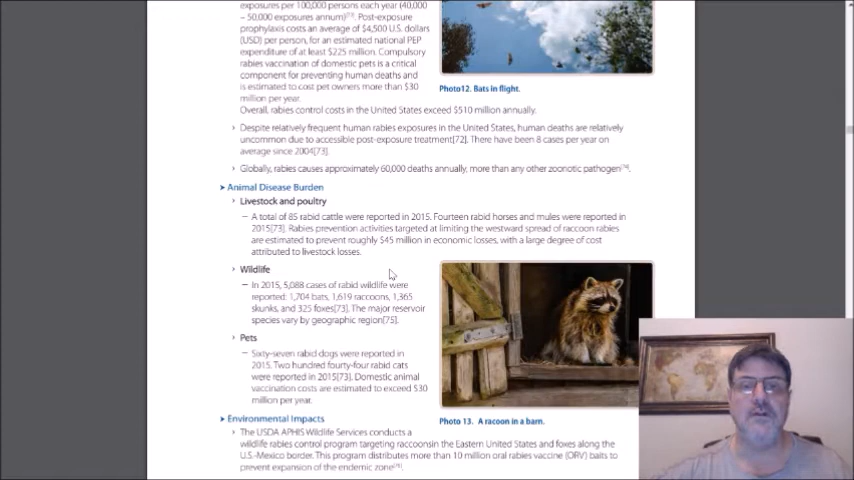 exposures per 100,000 persons each year (40,000
– 50,000 exposures annum)[71]. Post-exposure
prophylaxis costs an average of $4,500 U.S. dollars
(USD) per person, for an estimated national PEP
expenditure of at least $225 million. Compulsory
rabies vaccination of domestic pets is a critical
component for preventing human deaths and
is estimated to cost pet owners more than $30
million per year.
Photo12. Bats in flight.
Overall, rabies control costs in the United States exceed $510 million annually.
› Despite relatively frequent human rabies exposures in the United States, human deaths are relatively
uncommon due to accessible post-exposure treatment[72]. There have been 8 cases per year on
average since 2004[73].
› Globally, rabies causes approximately 60,000 deaths annually, more than any other zoonotic pathogen[74].
➤ Animal Disease Burden
› Livestock and poultry
– A total of 85 rabid cattle were reported in 2015. Fourteen rabid horses and mules were reported in
2015[73]. Rabies prevention activities targeted at limiting the westward spread of raccoon rabies
are estimated to prevent roughly $45 million in economic losses, with a large degree of cost
attributed to livestock losses.
› Wildlife
– In 2015, 5,088 cases of rabid wildlife were
reported: 1,704 bats, 1,619 raccoons, 1,365
skunks, and 325 foxes[73]. The major reservoir
species vary by geographic region[75].
› Pets
– Sixty-seven rabid dogs were reported in
2015. Two hundred fourty-four rabid cats
were reported in 2015[73]. Domestic animal
vaccination costs are estimated to exceed $30
million per year.
Photo 13. A racoon in a barn.
➤ Environmental Impacts
› The USDA APHIS Wildlife Services conducts a
wildlife rabies control program targeting raccoonsin the Eastern United States and foxes along the
U.S.-Mexico border. This program distributes more than 10 million oral rabies vaccine (ORV) baits to
prevent expansion of the endemic zone[76].